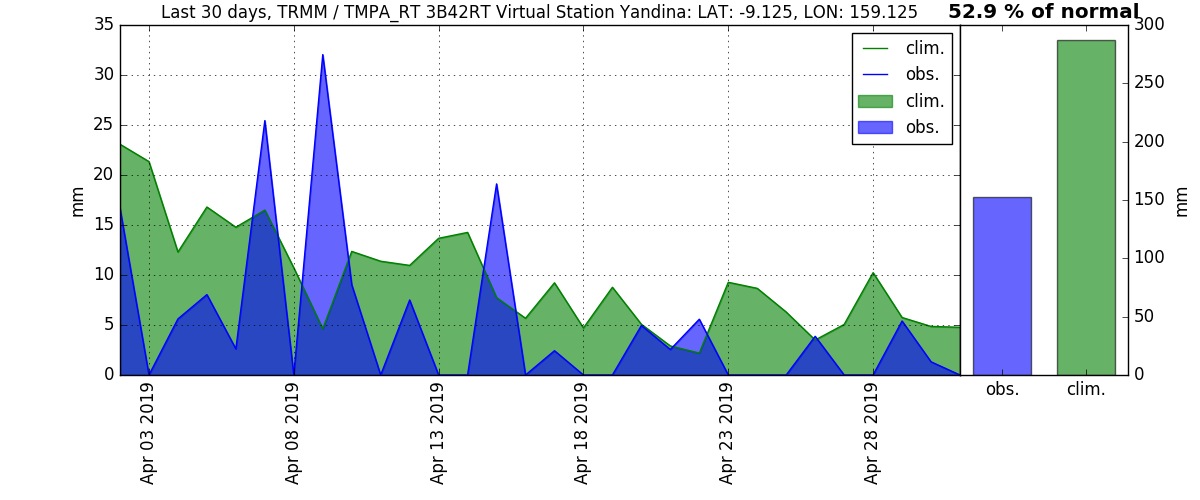 Last 30 days, TRMM / TMPA_RT 3B42RT Virtual Station Yandina: LAT: -9.125, LON: 159.125
52.9 % of normal
35
30
25
20
15
10
5
0
mm
clim.
obs.
clim.
obs.
Apr 03 2019
Apr 08 2019
Apr 13 2019
Apr 18 2019
Apr 23 2019
Apr 28 2019
300
250
200
150
100
50
0
mm
obs.
clim.